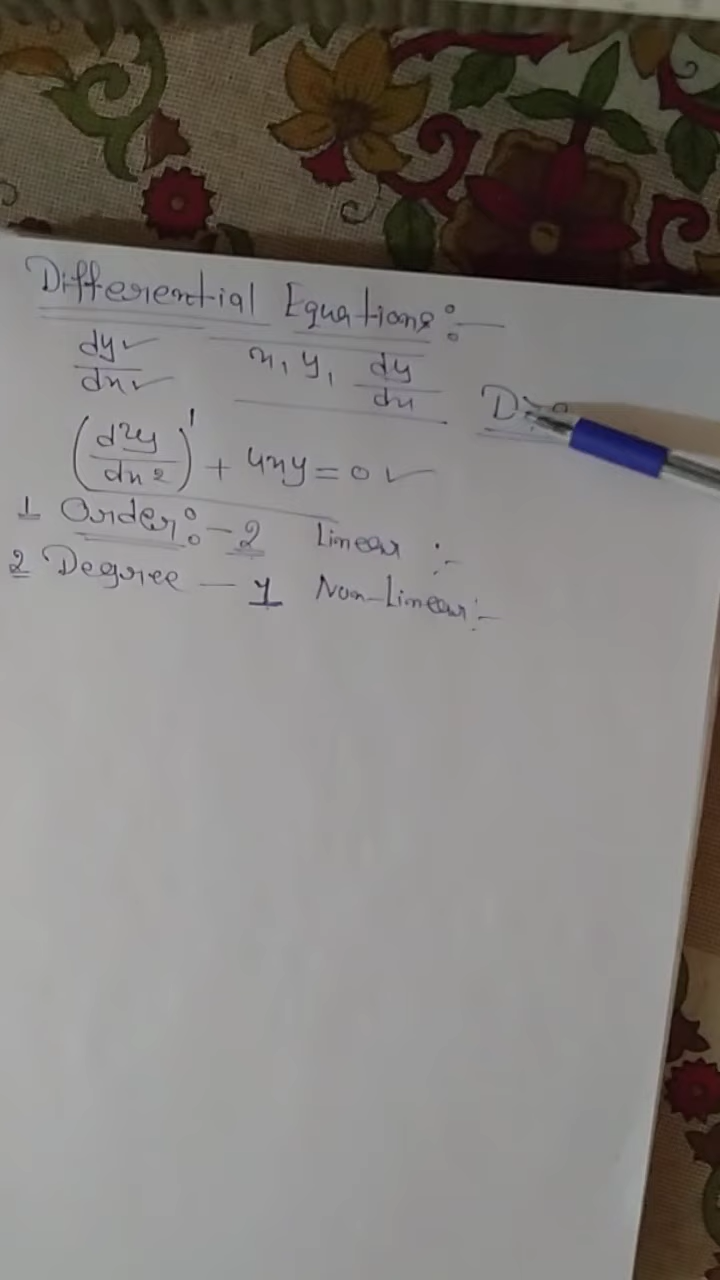 Differential Equations :-
dy/dx x, y, dy/dx
(d²y/dx²)¹ + 4xy = 0
1 Order :- 2 Linear :-
2 Degree - 1 Non-Linear :-